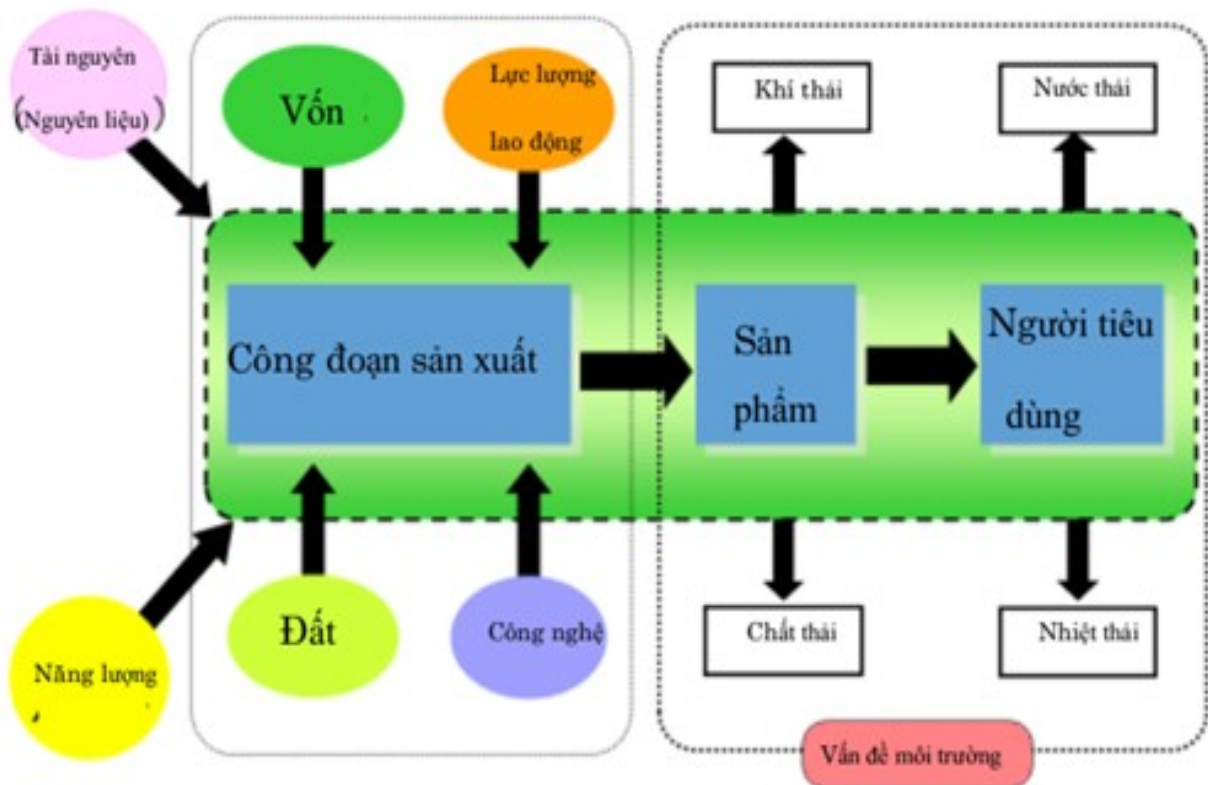 Tài nguyên
(Nguyên liệu)
Vốn
Lực lượng
lao động
Khí thải
Nước thải
Công đoạn sản xuất
Sản
phẩm
Người tiêu
dùng
Năng lượng
Đất
Công nghệ
Chất thải
Nhiệt thải
Vấn đề môi trường